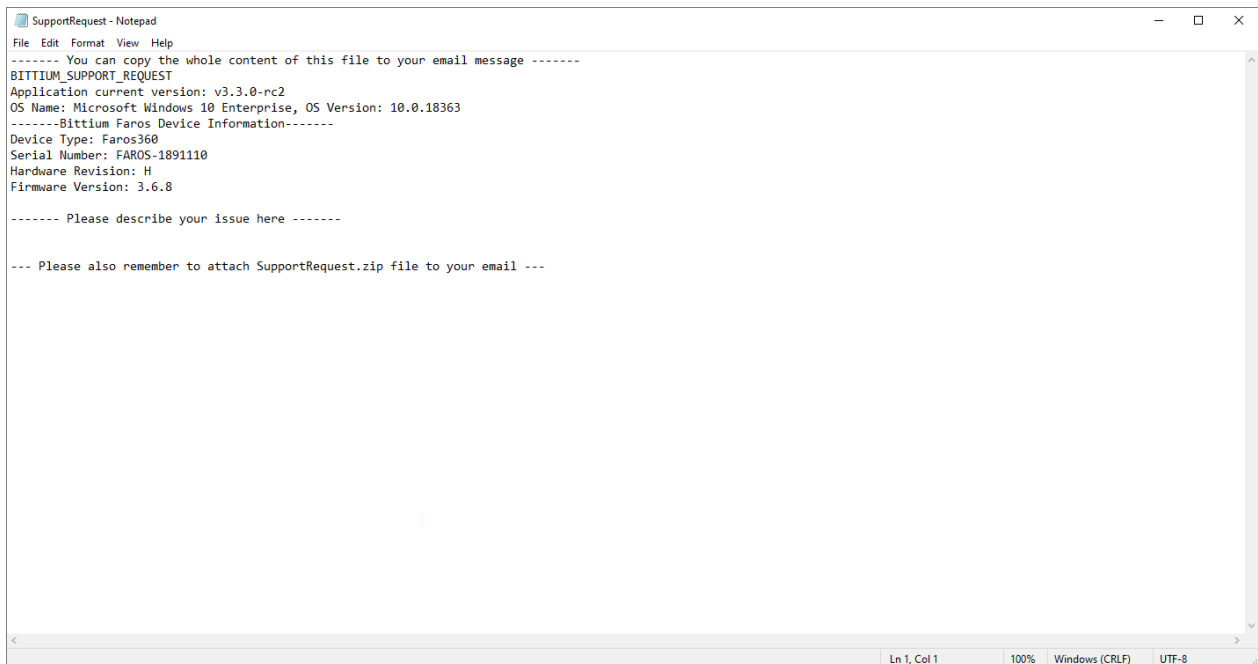 SupportRequest - Notepad
File Edit Format View Help
------- You can copy the whole content of this file to your email message -------
BITTIUM_SUPPORT_REQUEST
Application current version: v3.3.0-rc2
OS Name: Microsoft Windows 10 Enterprise, OS Version: 10.0.18363
-------Bittium Faros Device Information-------
Device Type: Faros360
Serial Number: FAROS-1891110
Hardware Revision: H
Firmware Version: 3.6.8
------- Please describe your issue here -------
--- Please also remember to attach SupportRequest.zip file to your email ---
Ln 1, Col 1 100% Windows (CRLF) UTF-8